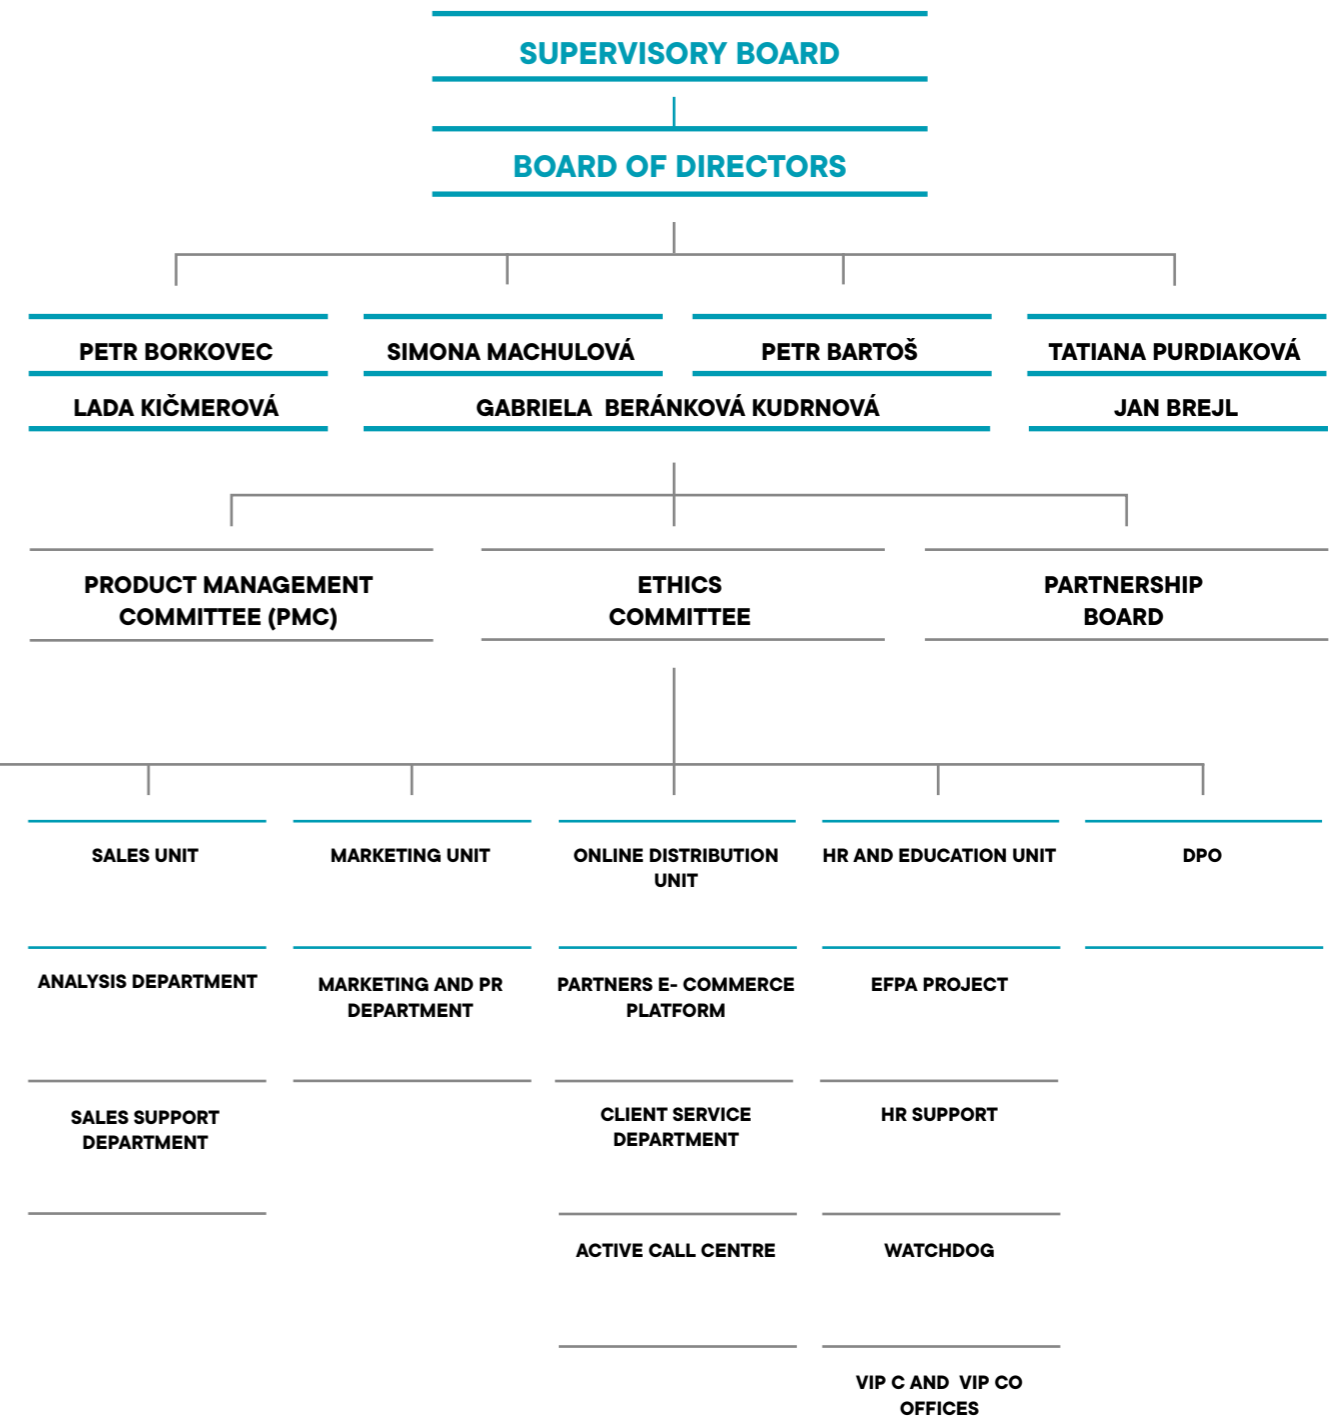 SUPERVISORY BOARD
BOARD OF DIRECTORS
PETR BORKOVEC
SIMONA MACHULOVÁ
PETR BARTOŠ
TATIANA PURDIAKOVÁ
LADA KIČMEROVÁ
GABRIELA BERÁNKOVÁ KUDRNOVÁ
JAN BREJL
PRODUCT MANAGEMENT
COMMITTEE (PMC)
ETHICS
COMMITTEE
PARTNERSHIP
BOARD
SALES UNIT
MARKETING UNIT
ONLINE DISTRIBUTION
UNIT
HR AND EDUCATION UNIT
DPO
ANALYSIS DEPARTMENT
MARKETING AND PR
DEPARTMENT
PARTNERS E- COMMERCE
PLATFORM
EFPA PROJECT
SALES SUPPORT
DEPARTMENT
CLIENT SERVICE
DEPARTMENT
HR SUPPORT
ACTIVE CALL CENTRE
WATCHDOG
VIP C AND VIP CO
OFFICES